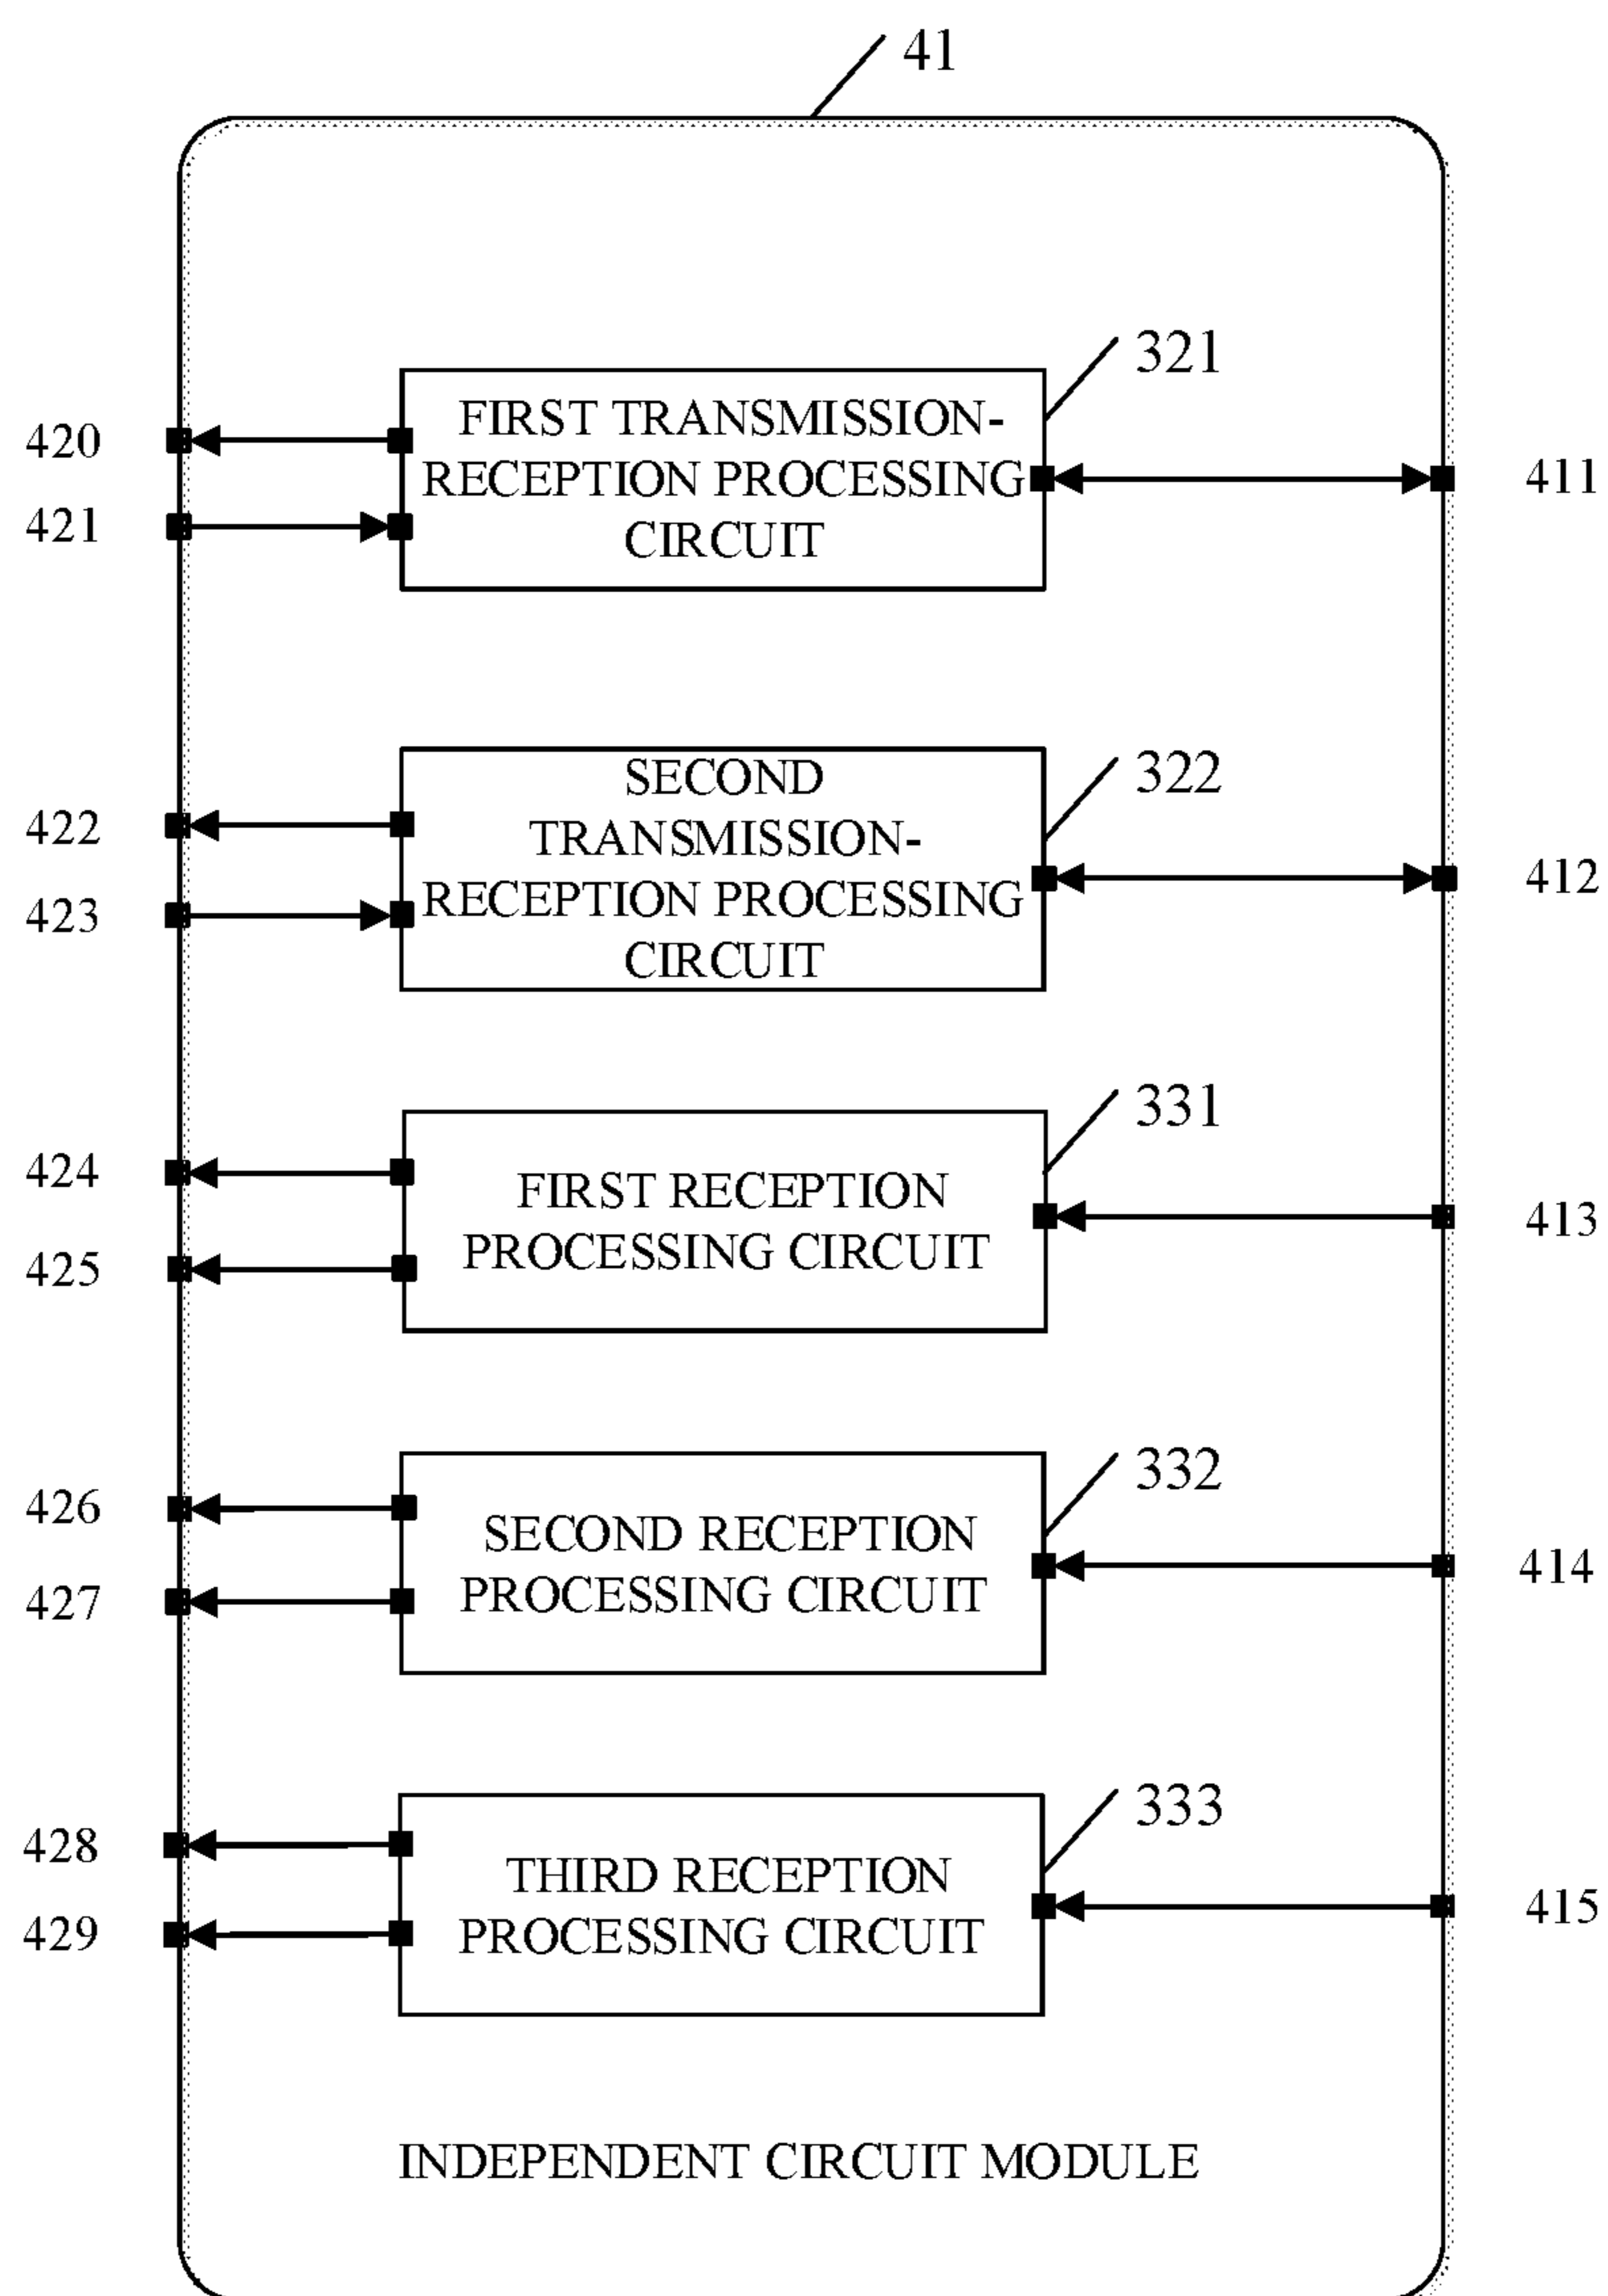 41
321
FIRST TRANSMISSION-
RECEPTION PROCESSING
CIRCUIT
420
421
411
322
SECOND
TRANSMISSION-
RECEPTION PROCESSING
CIRCUIT
422
423
412
331
FIRST RECEPTION
PROCESSING CIRCUIT
424
425
413
332
SECOND RECEPTION
PROCESSING CIRCUIT
426
427
414
333
THIRD RECEPTION
PROCESSING CIRCUIT
428
429
415
INDEPENDENT CIRCUIT MODULE